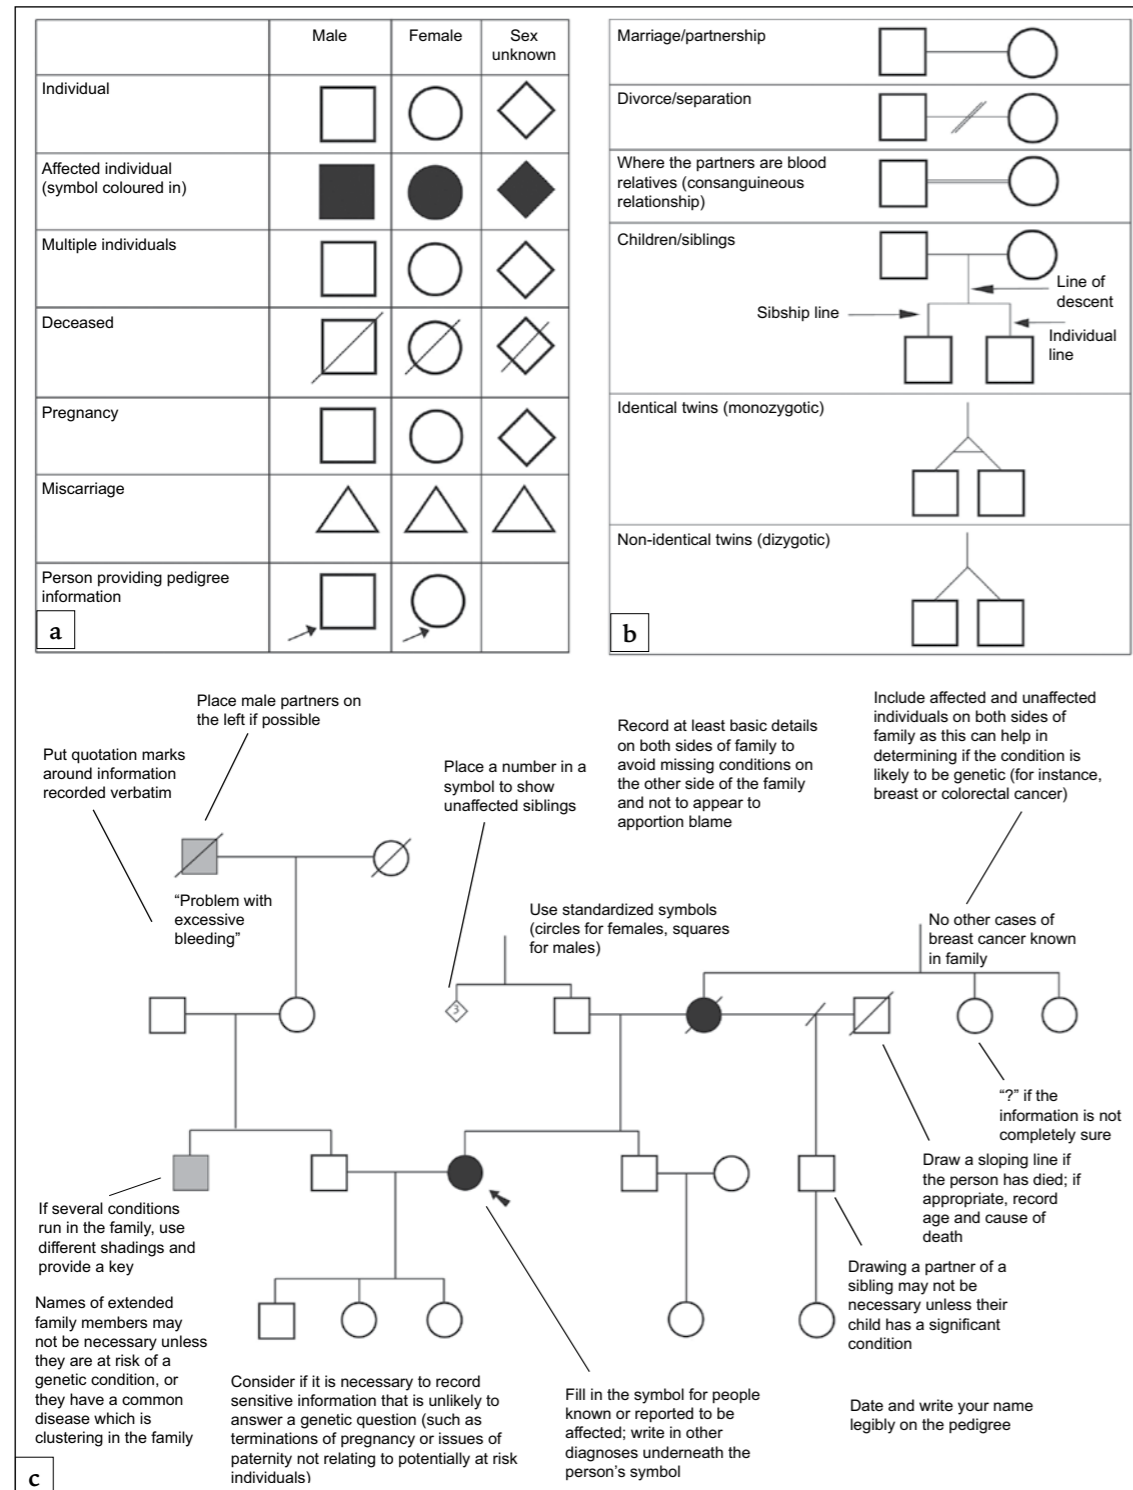 Male
Female
Sex
unknown
Individual
Affected individual
(symbol coloured in)
Multiple individuals
Deceased
Pregnancy
Miscarriage
Person providing pedigree
information
a
Marriage/partnership
Divorce/separation
Where the partners are blood
relatives (consanguineous
relationship)
Children/siblings
Line of
descent
Sibship line
Individual
line
Identical twins (monozygotic)
Non-identical twins (dizygotic)
b
Place male partners on
the left if possible
Put quotation marks
around information
recorded verbatim
Place a number in a
symbol to show
unaffected siblings
Record at least basic details
on both sides of family to
avoid missing conditions on
the other side of the family
and not to appear to
apportion blame
Include affected and unaffected
individuals on both sides of
family as this can help in
determining if the condition is
likely to be genetic (for instance,
breast or colorectal cancer)
“Problem with
excessive
bleeding”
Use standardized symbols
(circles for females, squares
for males)
No other cases of
breast cancer known
in family
3
“?” if the
information is not
completely sure
Draw a sloping line if
the person has died; if
appropriate, record
age and cause of
death
If several conditions
run in the family, use
different shadings and
provide a key
Drawing a partner of a
sibling may not be
necessary unless their
child has a significant
condition
Names of extended
family members may
not be necessary unless
they are at risk of a
genetic condition, or
they have a common
disease which is
clustering in the family
Consider if it is necessary to record
sensitive information that is unlikely to
answer a genetic question (such as
terminations of pregnancy or issues of
paternity not relating to potentially at risk
individuals)
Fill in the symbol for people
known or reported to be
affected; write in other
diagnoses underneath the
person’s symbol
Date and write your name
legibly on the pedigree
c